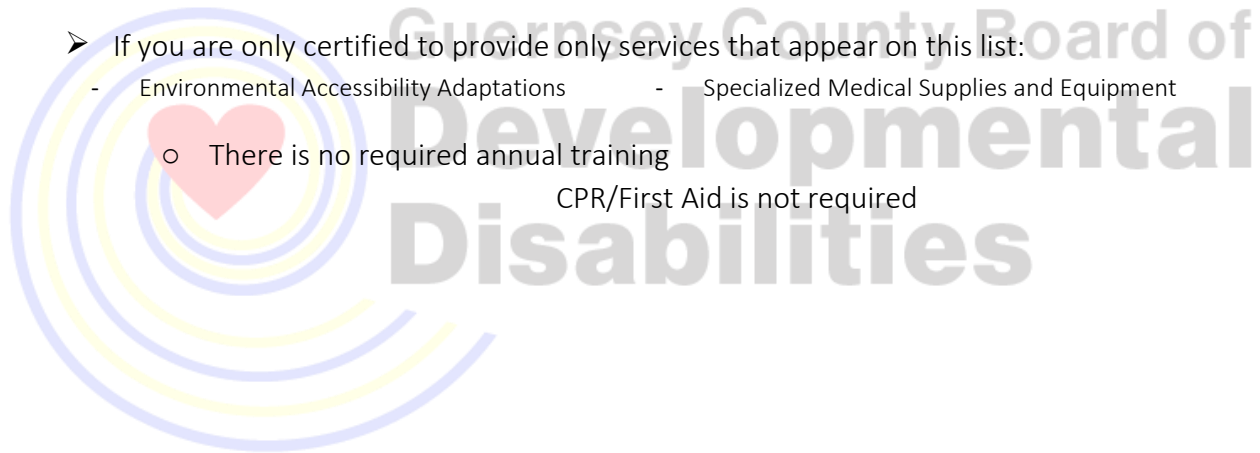 Guernsey County Board of
➢ If you are only certified to provide only services that appear on this list:
- Environmental Accessibility Adaptations - Specialized Medical Supplies and Equipment
Developmental
○ There is no required annual training
CPR/First Aid is not required
Disabilities